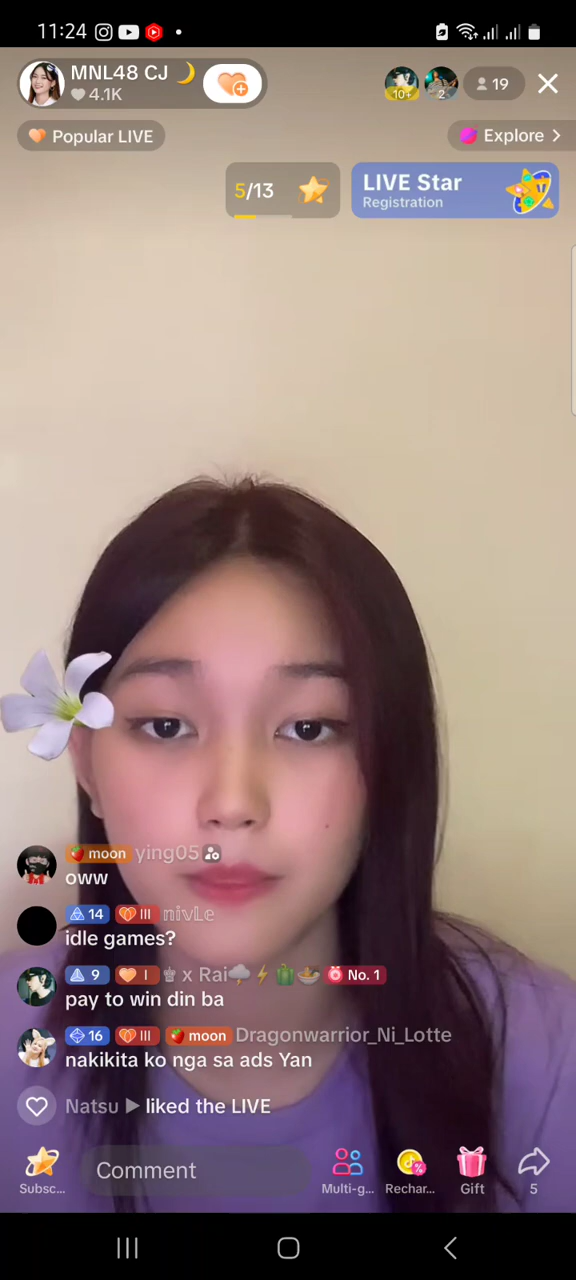 11:24
MNL48 CJ 🌙
4.1K
10+
2
19
Popular LIVE
Explore >
5/13
LIVE Star
Registration
moon ying05
oww
14 III nivLe
idle games?
9 I x Rai No. 1
pay to win din ba
16 III moon Dragonwarrior_Ni_Lotte
nakikita ko nga sa ads Yan
Natsu liked the LIVE
Subsc...
Comment
Multi-g...
Rechar...
Gift
5